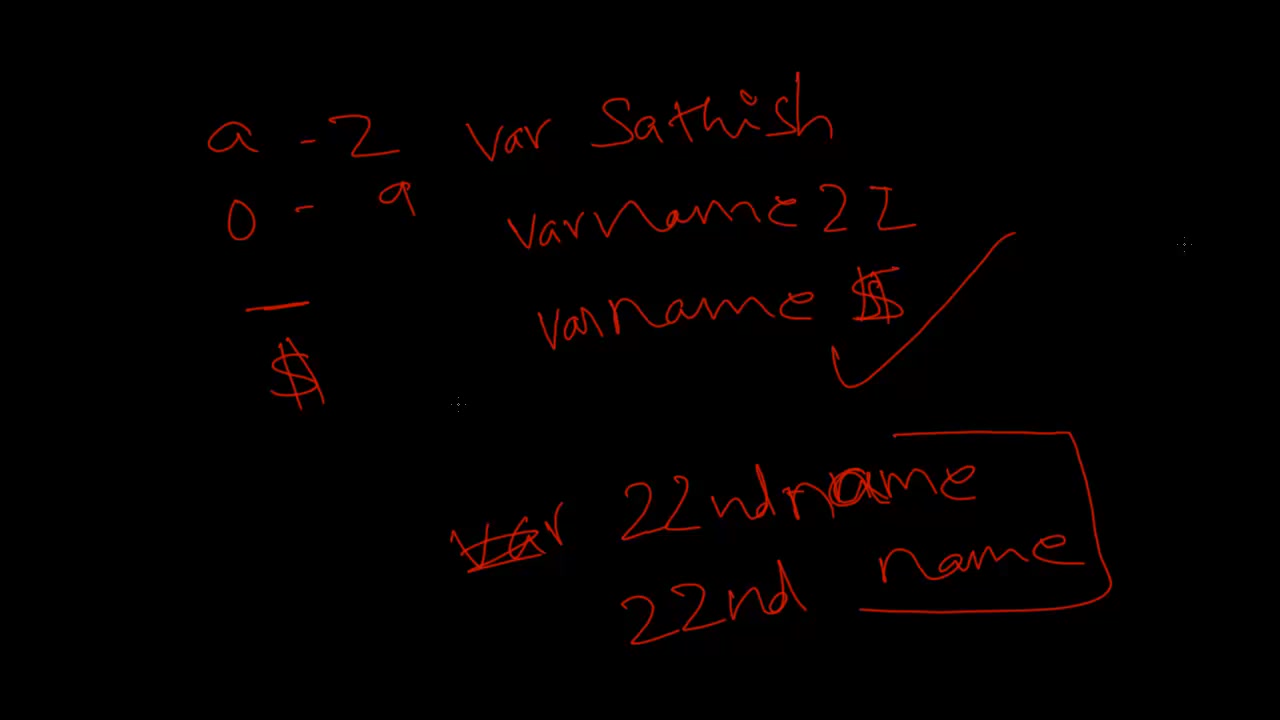 a - z var Sathish
0 - 9 varname22
_ varname $
$
var 22ndname
22nd name